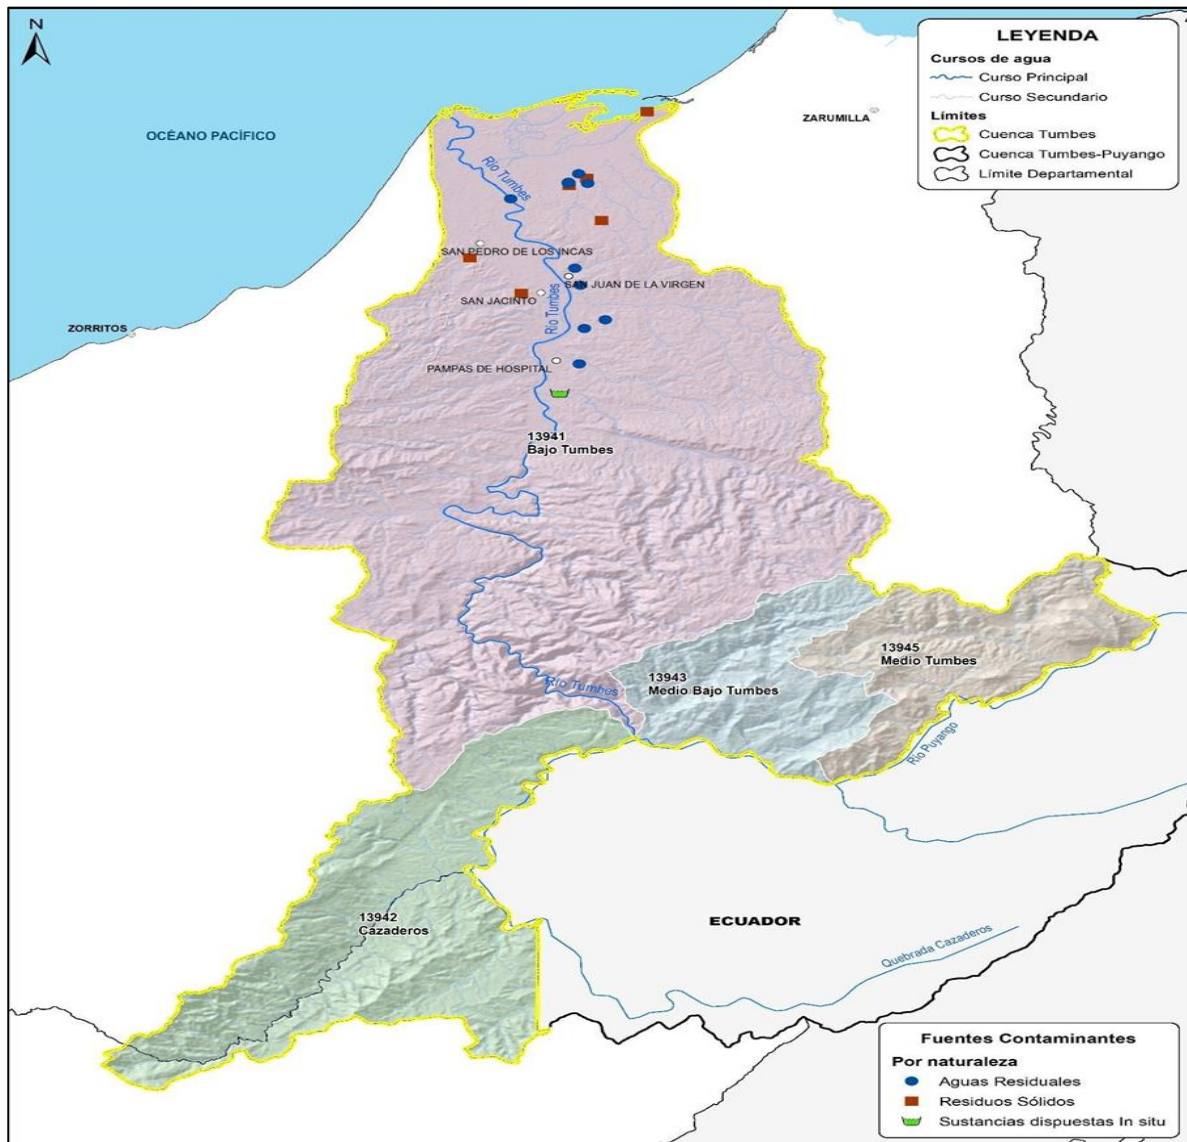 N
LEYENDA
Cursos de agua
Curso Principal
Curso Secundario
Límites
Cuenca Tumbes
Cuenca Tumbes-Puyango
Límite Departamental
OCÉANO PACÍFICO
ZARUMILLA
Río Tumbes
SAN PEDRO DE LOS INCAS
SAN JUAN DE LA VIRGEN
SAN JACINTO
Río Tumbes
ZORRITOS
PAMPAS DE HOSPITAL
13941
Bajo Tumbes
13945
Medio Tumbes
13943
Medio Bajo Tumbes
Río Tumbes
Río Puyango
13942
Cazaderos
ECUADOR
Quebrada Cazaderos
Fuentes Contaminantes
Por naturaleza
Aguas Residuales
Residuos Sólidos
Sustancias dispuestas In situ